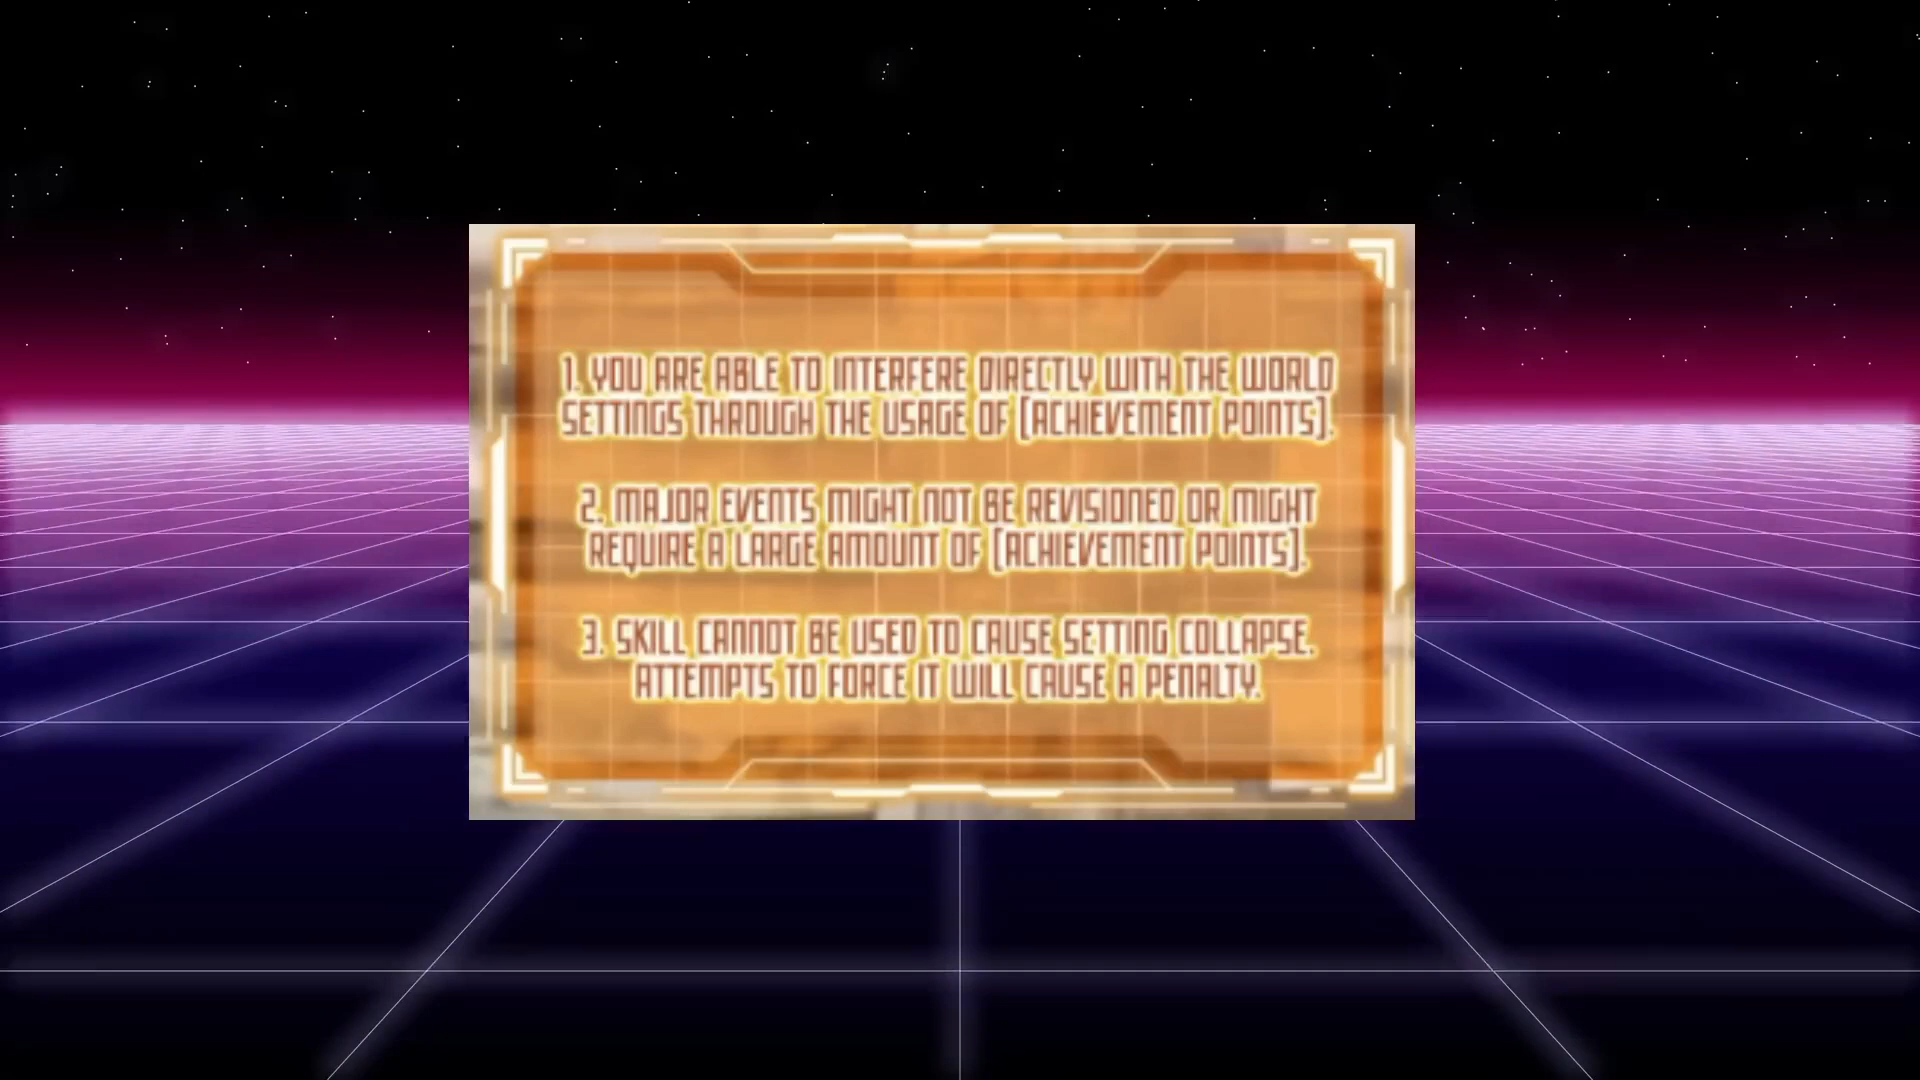 1. YOU ARE ABLE TO INTERFERE DIRECTLY WITH THE WORLD
SETTINGS THROUGH THE USAGE OF [ACHIEVEMENT POINTS].
2. MAJOR EVENTS MIGHT NOT BE REVISIONED OR MIGHT
REQUIRE A LARGE AMOUNT OF [ACHIEVEMENT POINTS].
3. SKILL CANNOT BE USED TO CAUSE SETTING COLLAPSE.
ATTEMPTS TO FORCE IT WILL CAUSE A PENALTY.